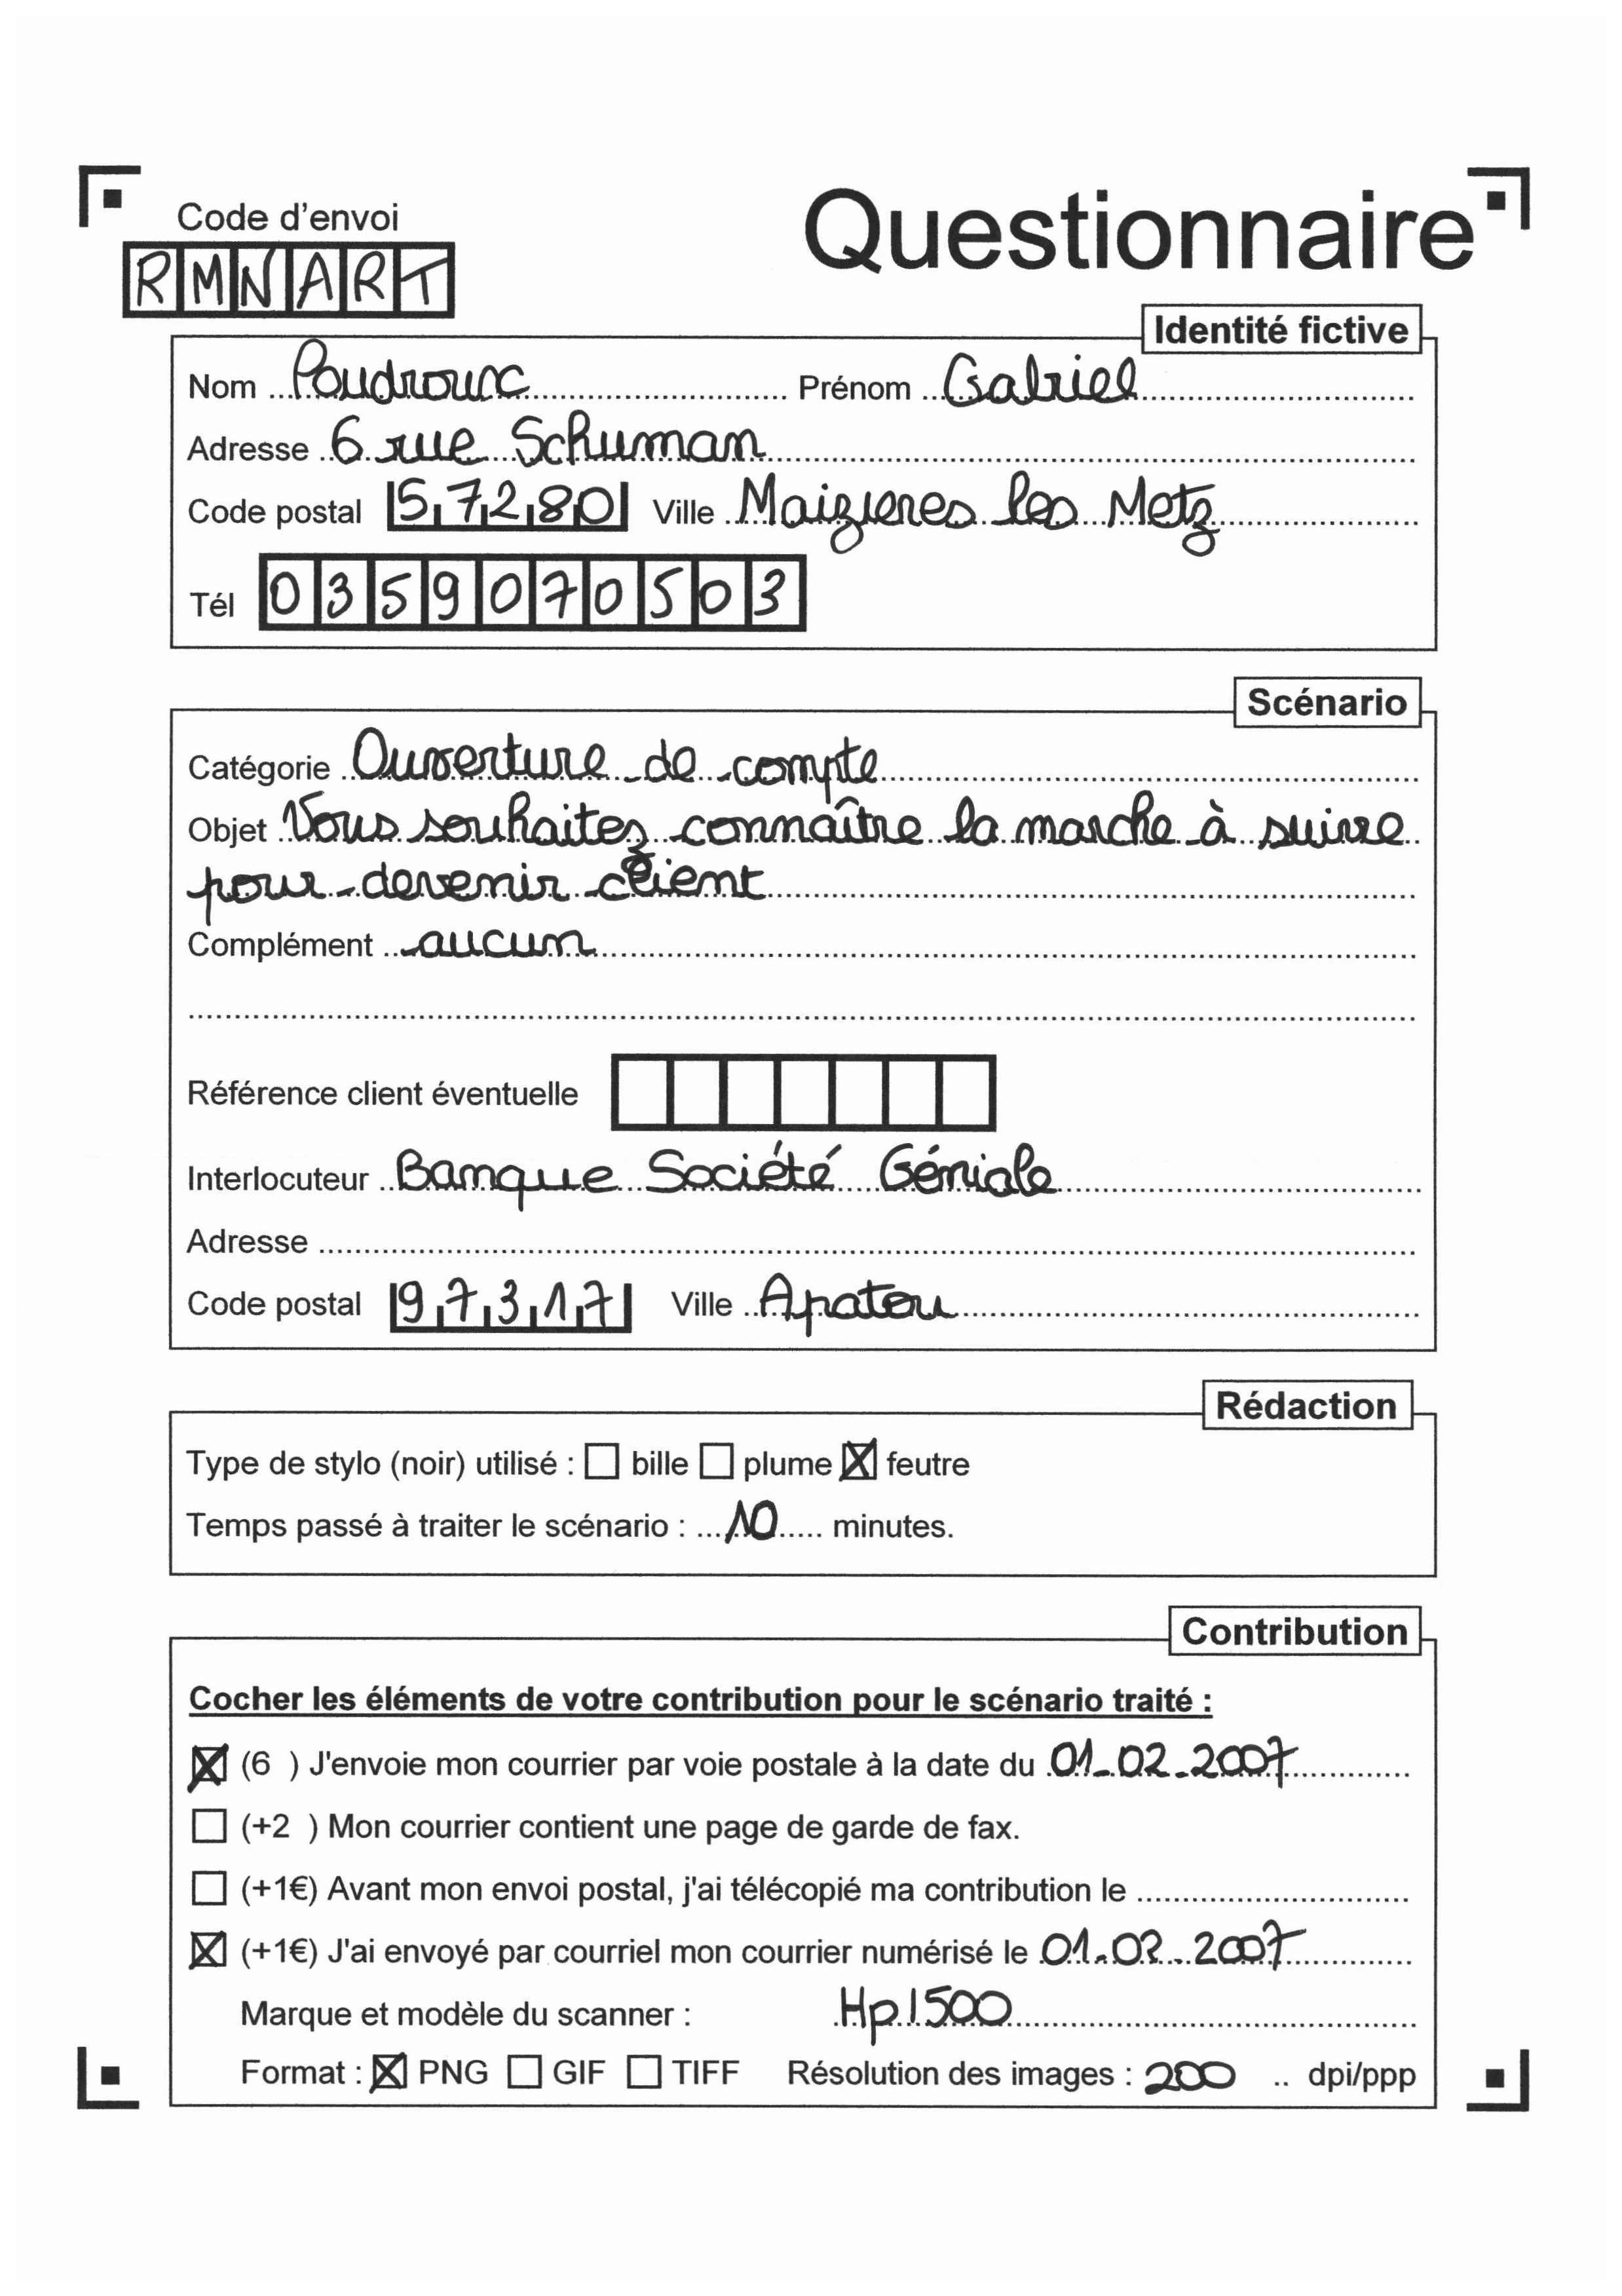 Code d'envoi
Questionnaire
RMNART
Identité fictive
Nom Poudroux Prénom Gabriel
Adresse 6 rue Schuman
Code postal 57280 Ville Maizieres les Metz
Tél 0359070503
Scénario
Catégorie Ouverture de compte
Objet Vous souhaitez connaître la marche à suivre
pour devenir client
Complément aucun
Référence client éventuelle
Interlocuteur Banque Société Géniale
Adresse
Code postal 97317 Ville Apatou
Rédaction
Type de stylo (noir) utilisé : ☐ bille ☐ plume ☒ feutre
Temps passé à traiter le scénario : 10 minutes.
Contribution
Cocher les éléments de votre contribution pour le scénario traité :
☒ (6 ) J'envoie mon courrier par voie postale à la date du 01-02-2007
☐ (+2 ) Mon courrier contient une page de garde de fax.
☐ (+1€) Avant mon envoi postal, j'ai télécopié ma contribution le
☒ (+1€) J'ai envoyé par courriel mon courrier numérisé le 01-02-2007
Marque et modèle du scanner : Hp1500
Format : ☒ PNG ☐ GIF ☐ TIFF Résolution des images : 200 .. dpi/ppp